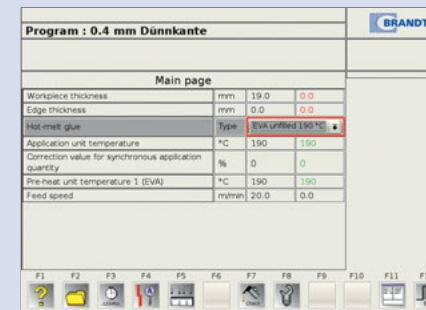 Program : 0.4 mm Dünnkante
BRANDT
Main page
Workpiece thickness mm 19.0 0.0
Edge thickness mm 0.0 0.0
Hot-melt glue Type EVA unfilled 190 °C
Application unit temperature °C 190 190
Correction value for synchronous application
quantity % 0 0
Pre-heat unit temperature 1 (EVA) °C 190 190
Feed speed m/min 20.0 0.0
F1 F2 F3 F4 F5 F6 F7 F8 F9 F10 F11